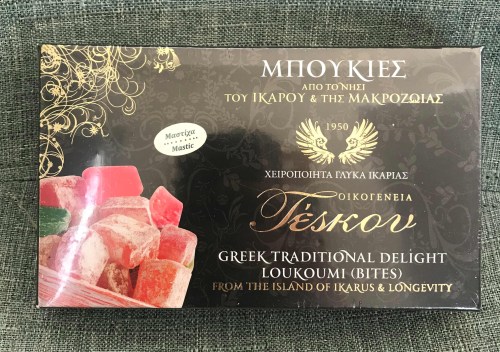 ΜΠΟΥΚΙΕΣ
ΑΠΟ ΤΟ ΝΗΣΙ
ΤΟΥ ΙΚΑΡΟΥ & ΤΗΣ ΜΑΚΡΟΖΩΙΑΣ
1950
Μαστίχα
Mastic
ΧΕΙΡΟΠΟΙΗΤΑ ΓΛΥΚΑ ΙΚΑΡΙΑΣ
ΟΙΚΟΓΕΝΕΙΑ
Τέσκου
GREEK TRADITIONAL DELIGHT
LOUKOUMI (BITES)
FROM THE ISLAND OF IKARUS & LONGEVITY